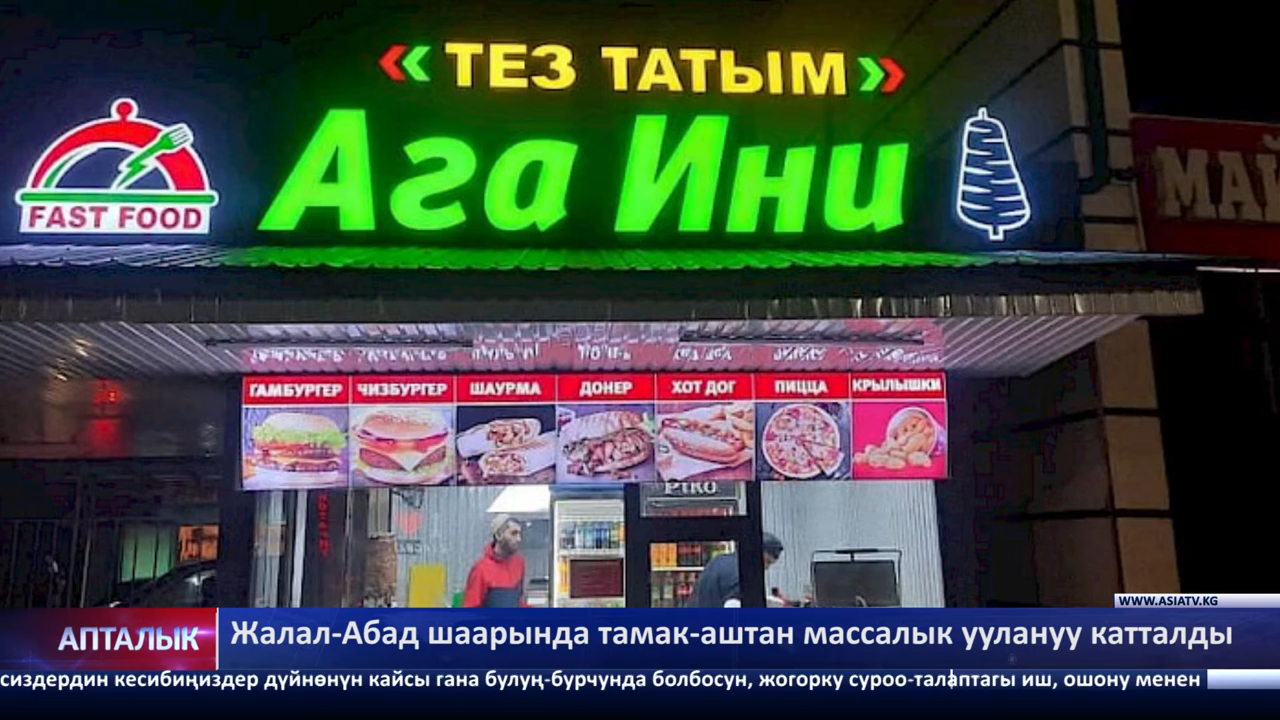 ТЕЗ ТАТЫМ
Ага Ини
FAST FOOD
МАЙ
ГАМБУРГЕР ЧИЗБУРГЕР ШАУРМА ДОНЕР ХОТ ДОГ ПИЦЦА КРЫЛЫШКИ
WWW.ASIATV.KG
АПТАЛЫК
Жалал-Абад шаарында тамак-аштан массалык уулануу катталды
сиздердин кесибиңиздер дүйнөнүн кайсы гана булуң-бурчунда болбосун, жогорку суроо-талаптагы иш, ошону менен